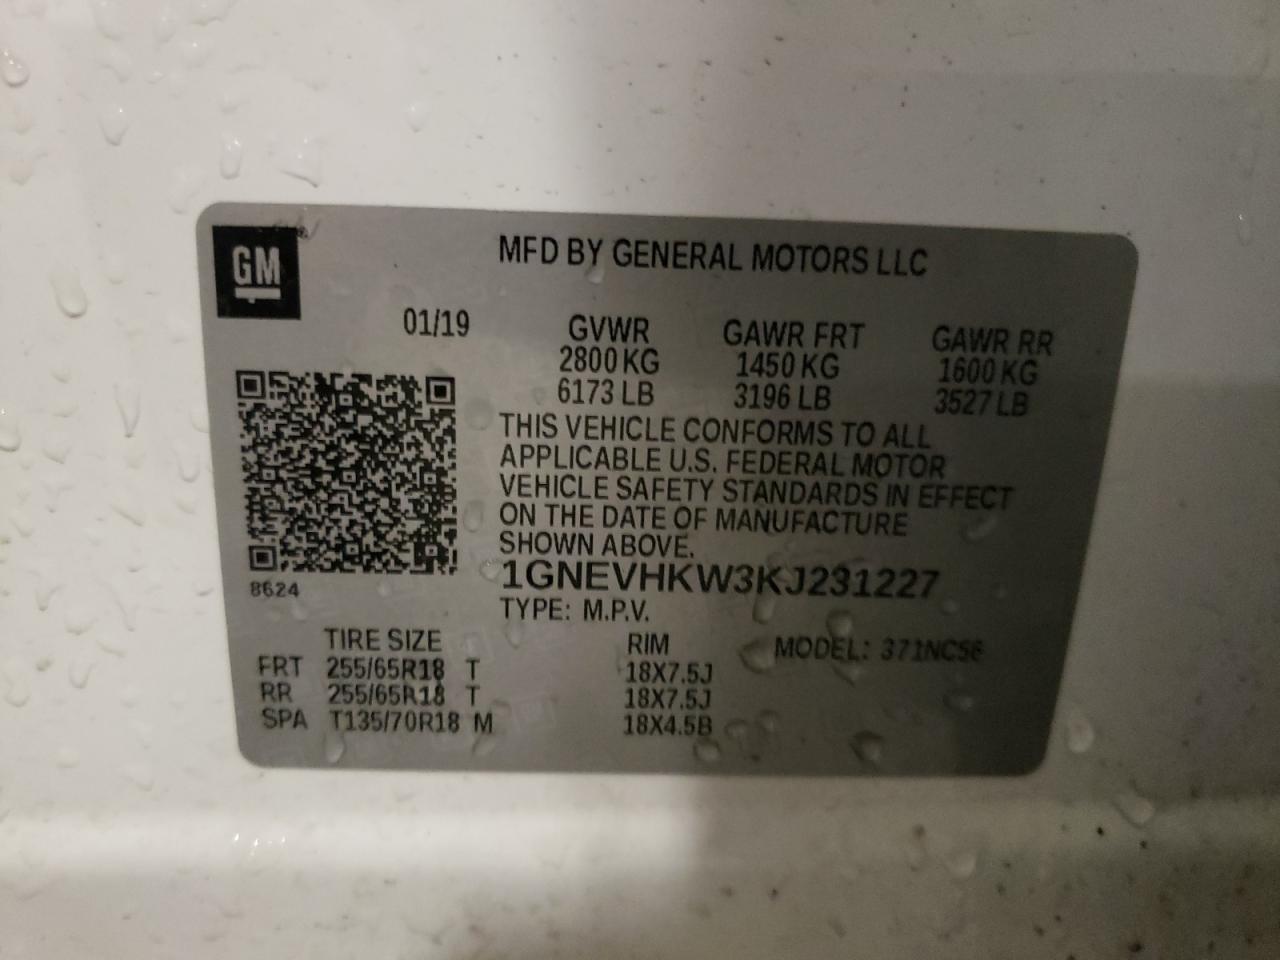 GM
MFD BY GENERAL MOTORS LLC
01/19 GVWR GAWR FRT GAWR RR
2800 KG 1450 KG 1600 KG
6173 LB 3196 LB 3527 LB
THIS VEHICLE CONFORMS TO ALL
APPLICABLE U.S. FEDERAL MOTOR
VEHICLE SAFETY STANDARDS IN EFFECT
ON THE DATE OF MANUFACTURE
SHOWN ABOVE.
8624
1GNEVHKW3KJ231227
TYPE: M.P.V.
TIRE SIZE RIM MODEL: 371NC56
FRT 255/65R18 T 18X7.5J
RR 255/65R18 T 18X7.5J
SPA T135/70R18 M 18X4.5B